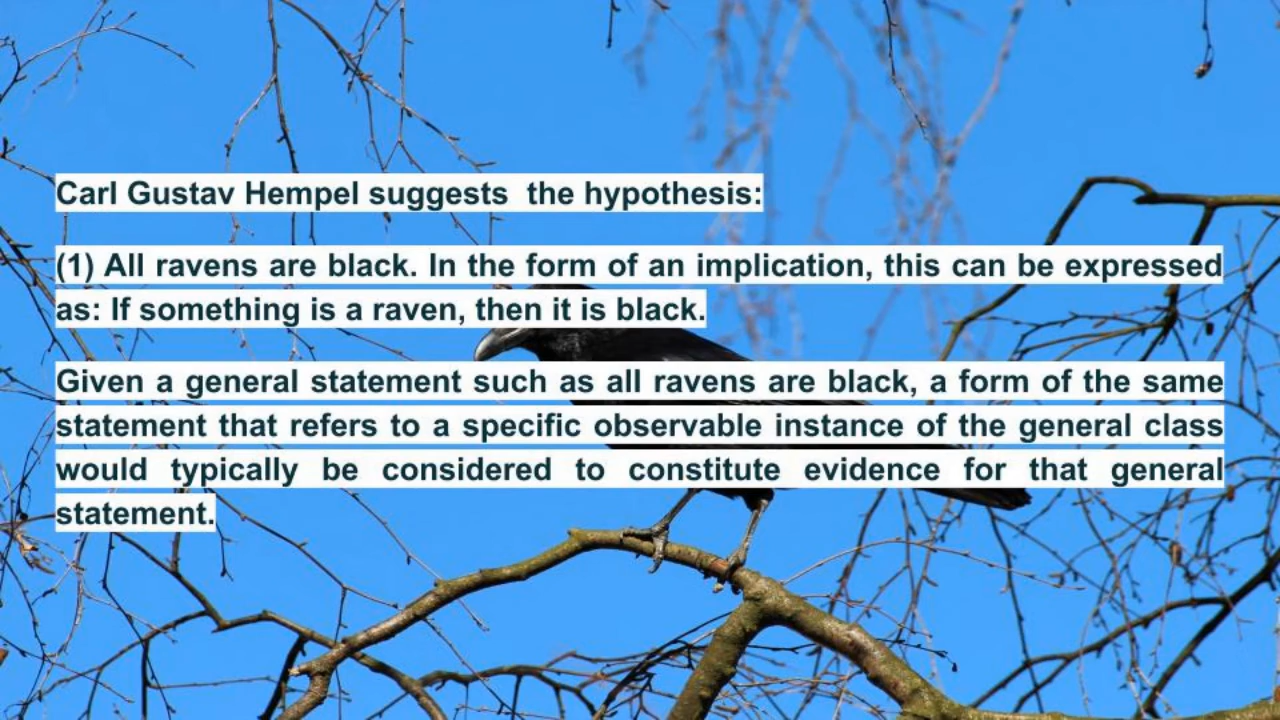 Carl Gustav Hempel suggests  the hypothesis:
(1) All ravens are black. In the form of an implication, this can be expressed
as: If something is a raven, then it is black.
Given a general statement such as all ravens are black, a form of the same
statement that refers to a specific observable instance of the general class
would typically be considered to constitute evidence for that general
statement.